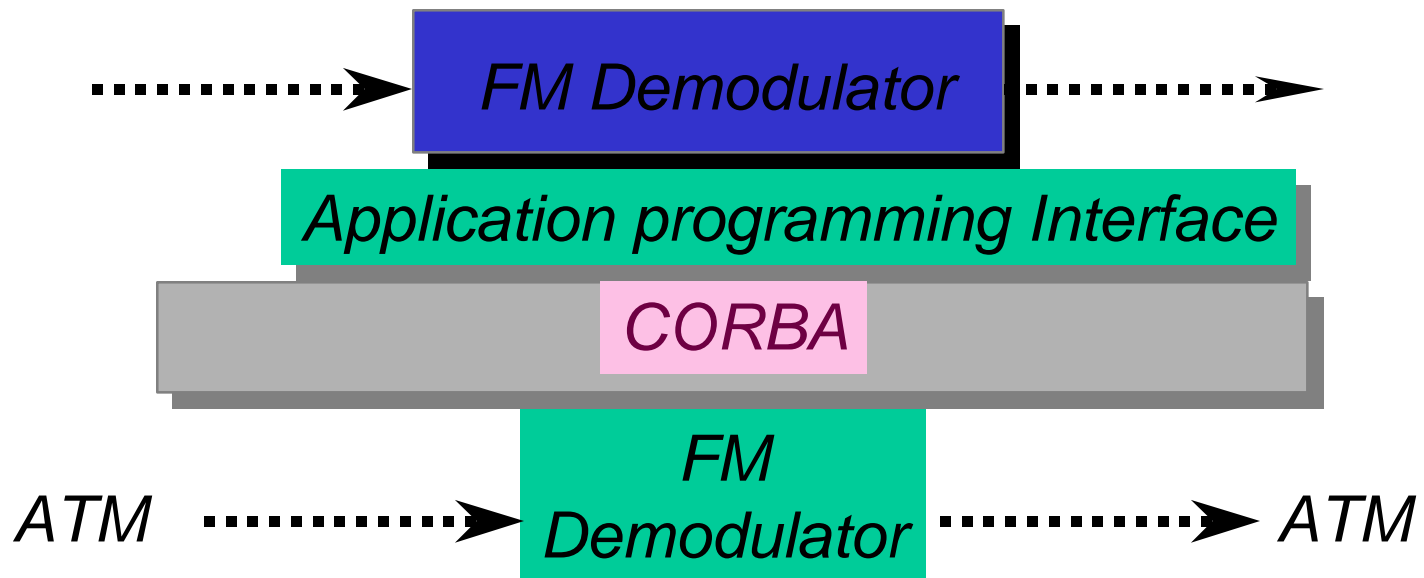 FM Demodulator
Application programming Interface
CORBA
FM
Demodulator
ATM
ATM